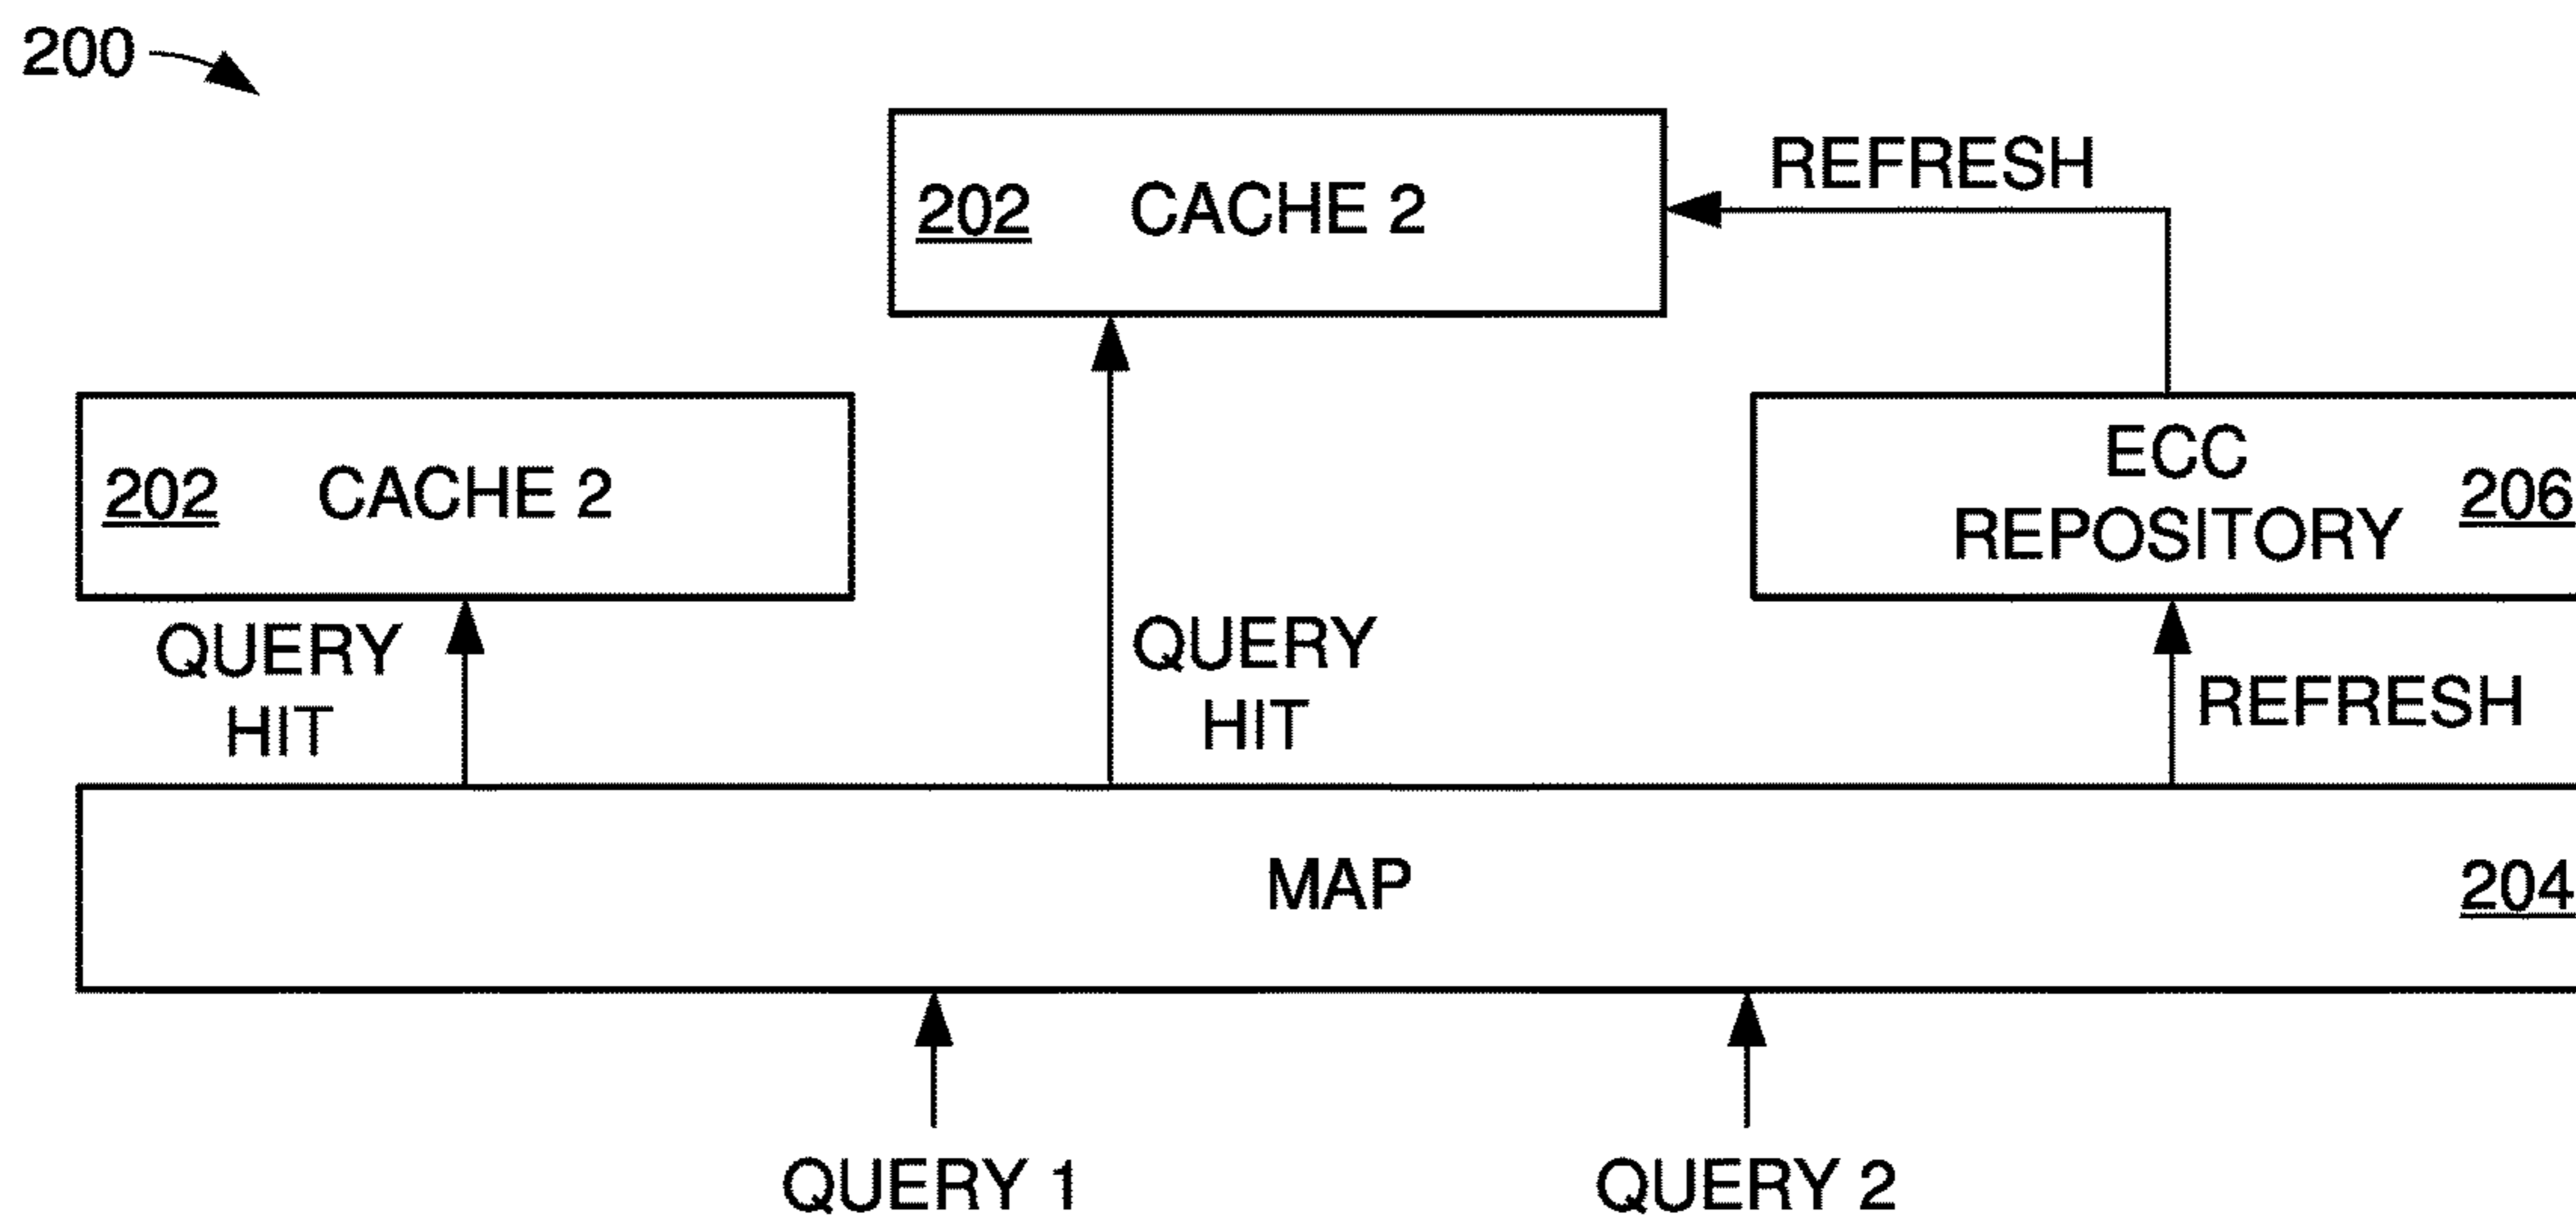 200
202 CACHE 2
REFRESH
202 CACHE 2
ECC
REPOSITORY
206
QUERY
HIT
QUERY
HIT
REFRESH
MAP
204
QUERY 1
QUERY 2